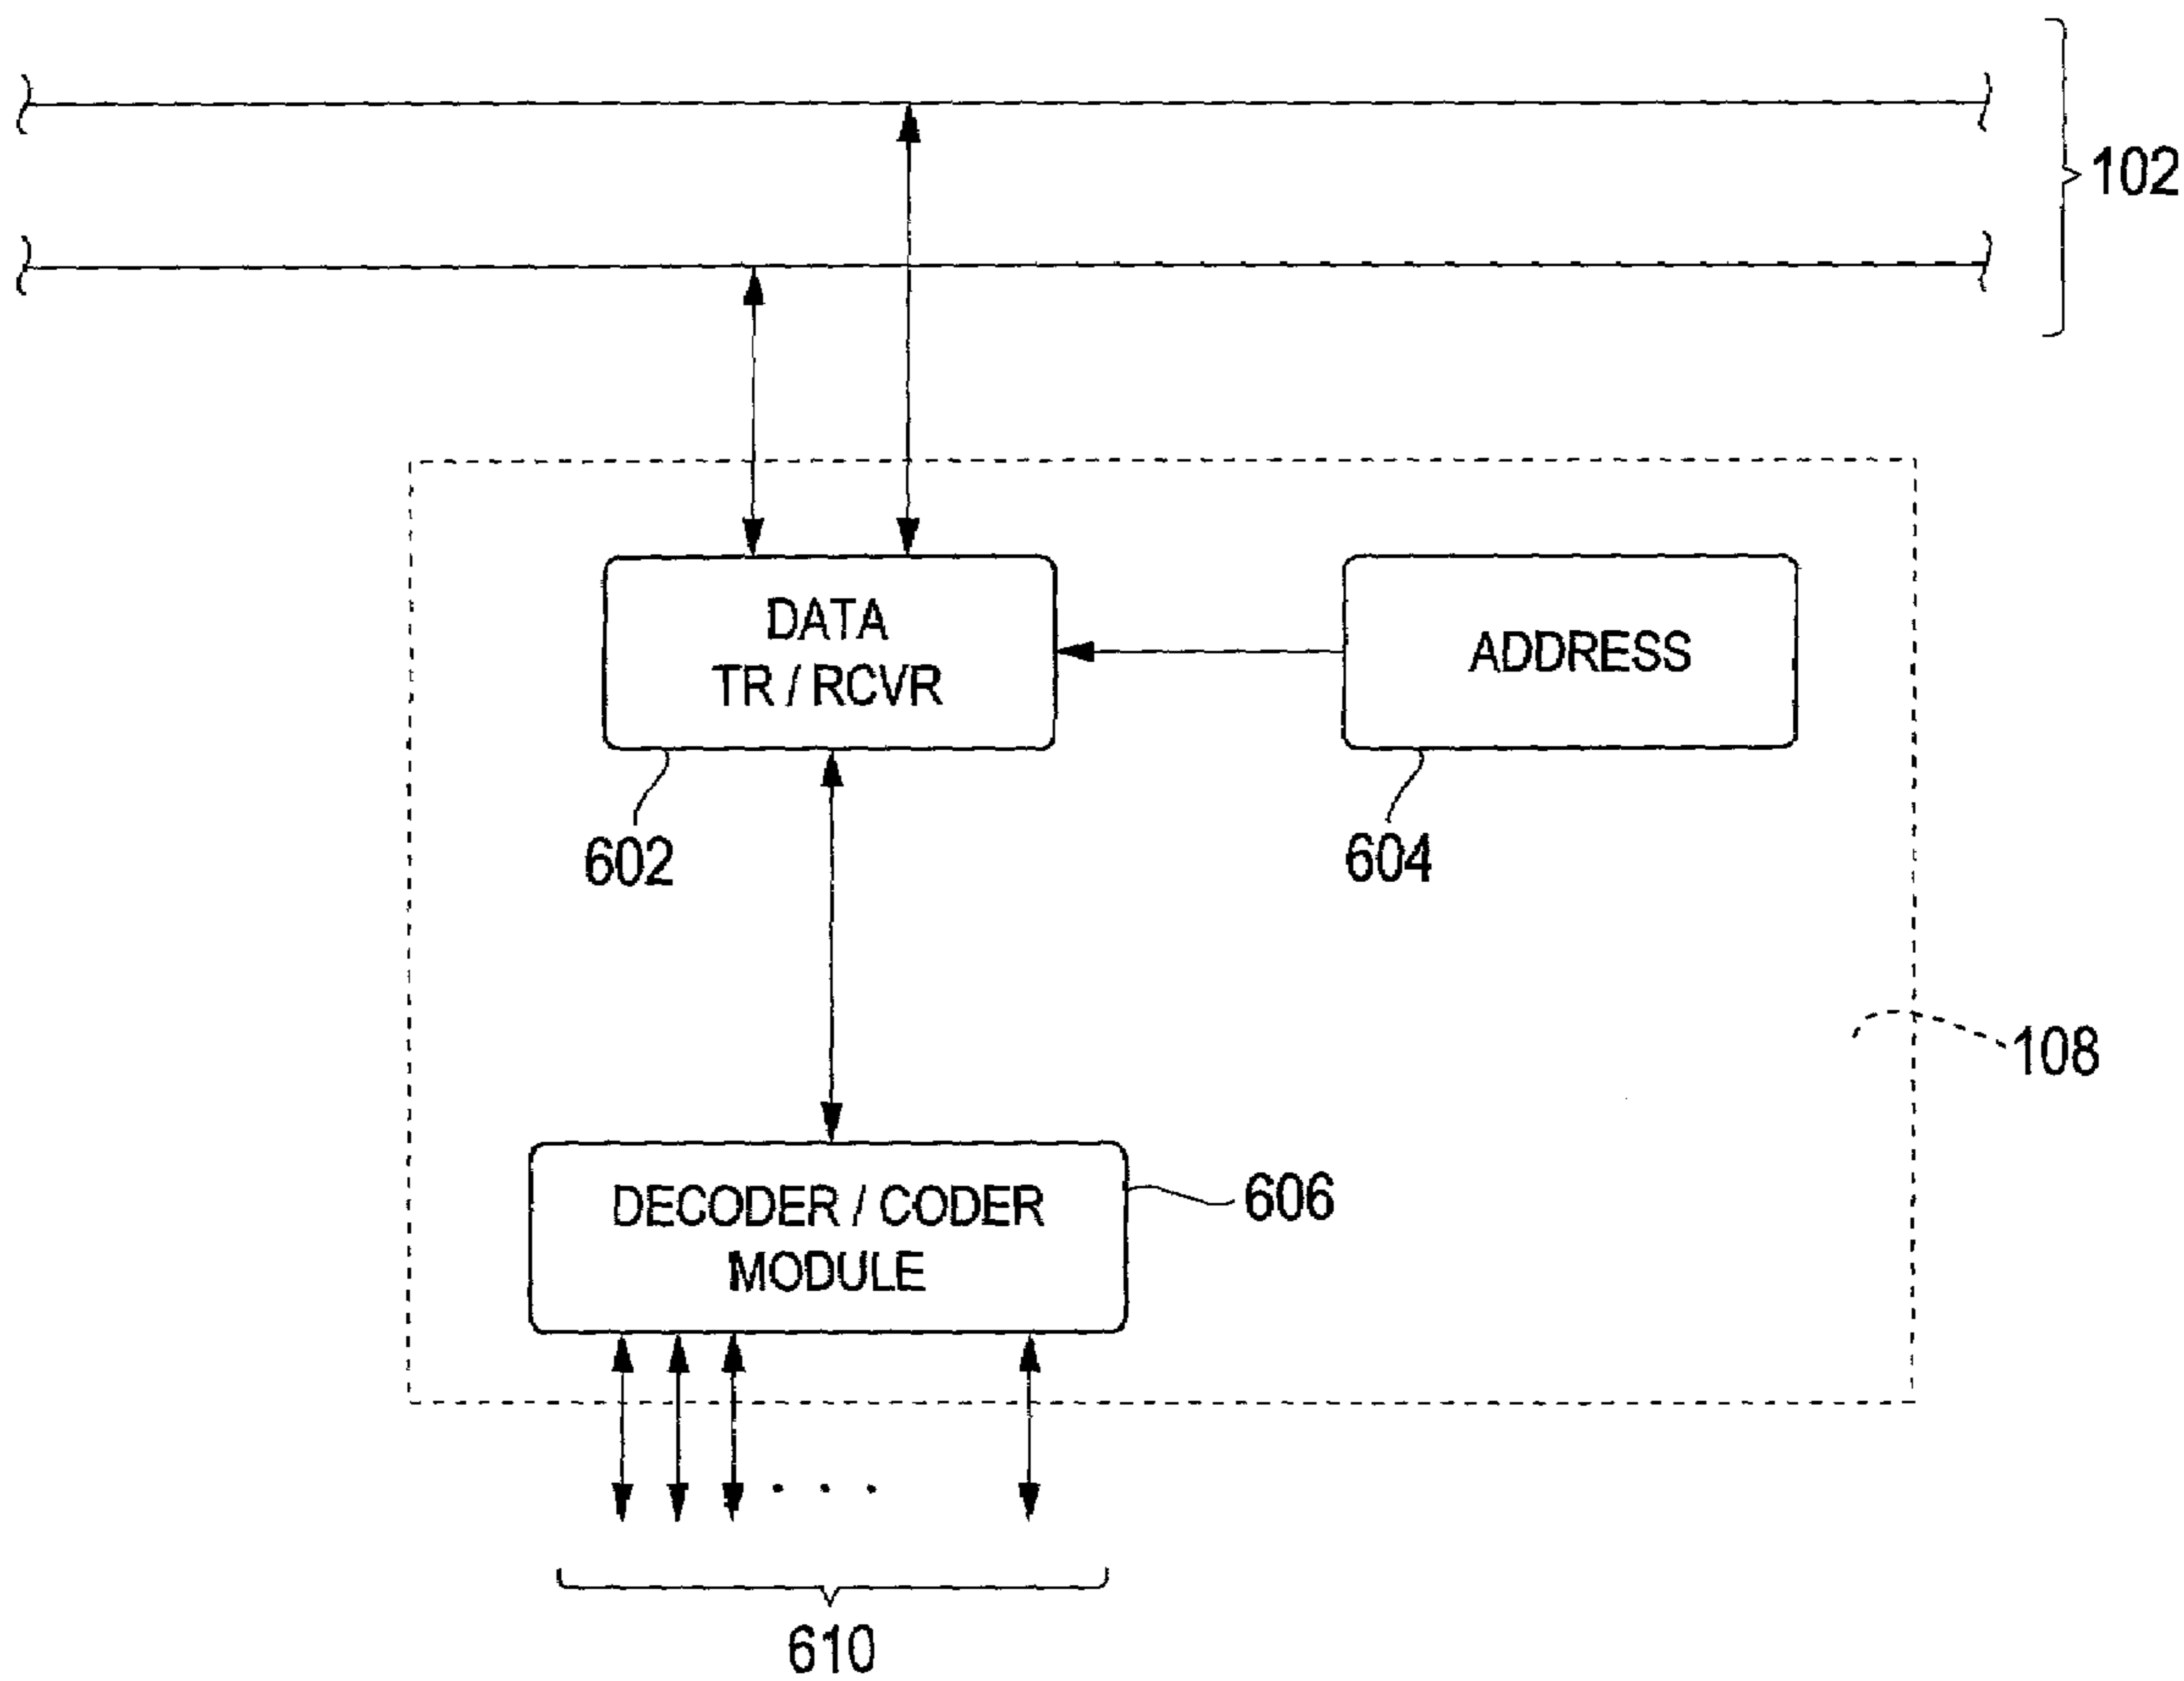 102
DATA
TR / RCVR
ADDRESS
602
604
108
DECODER / CODER
MODULE
606
610